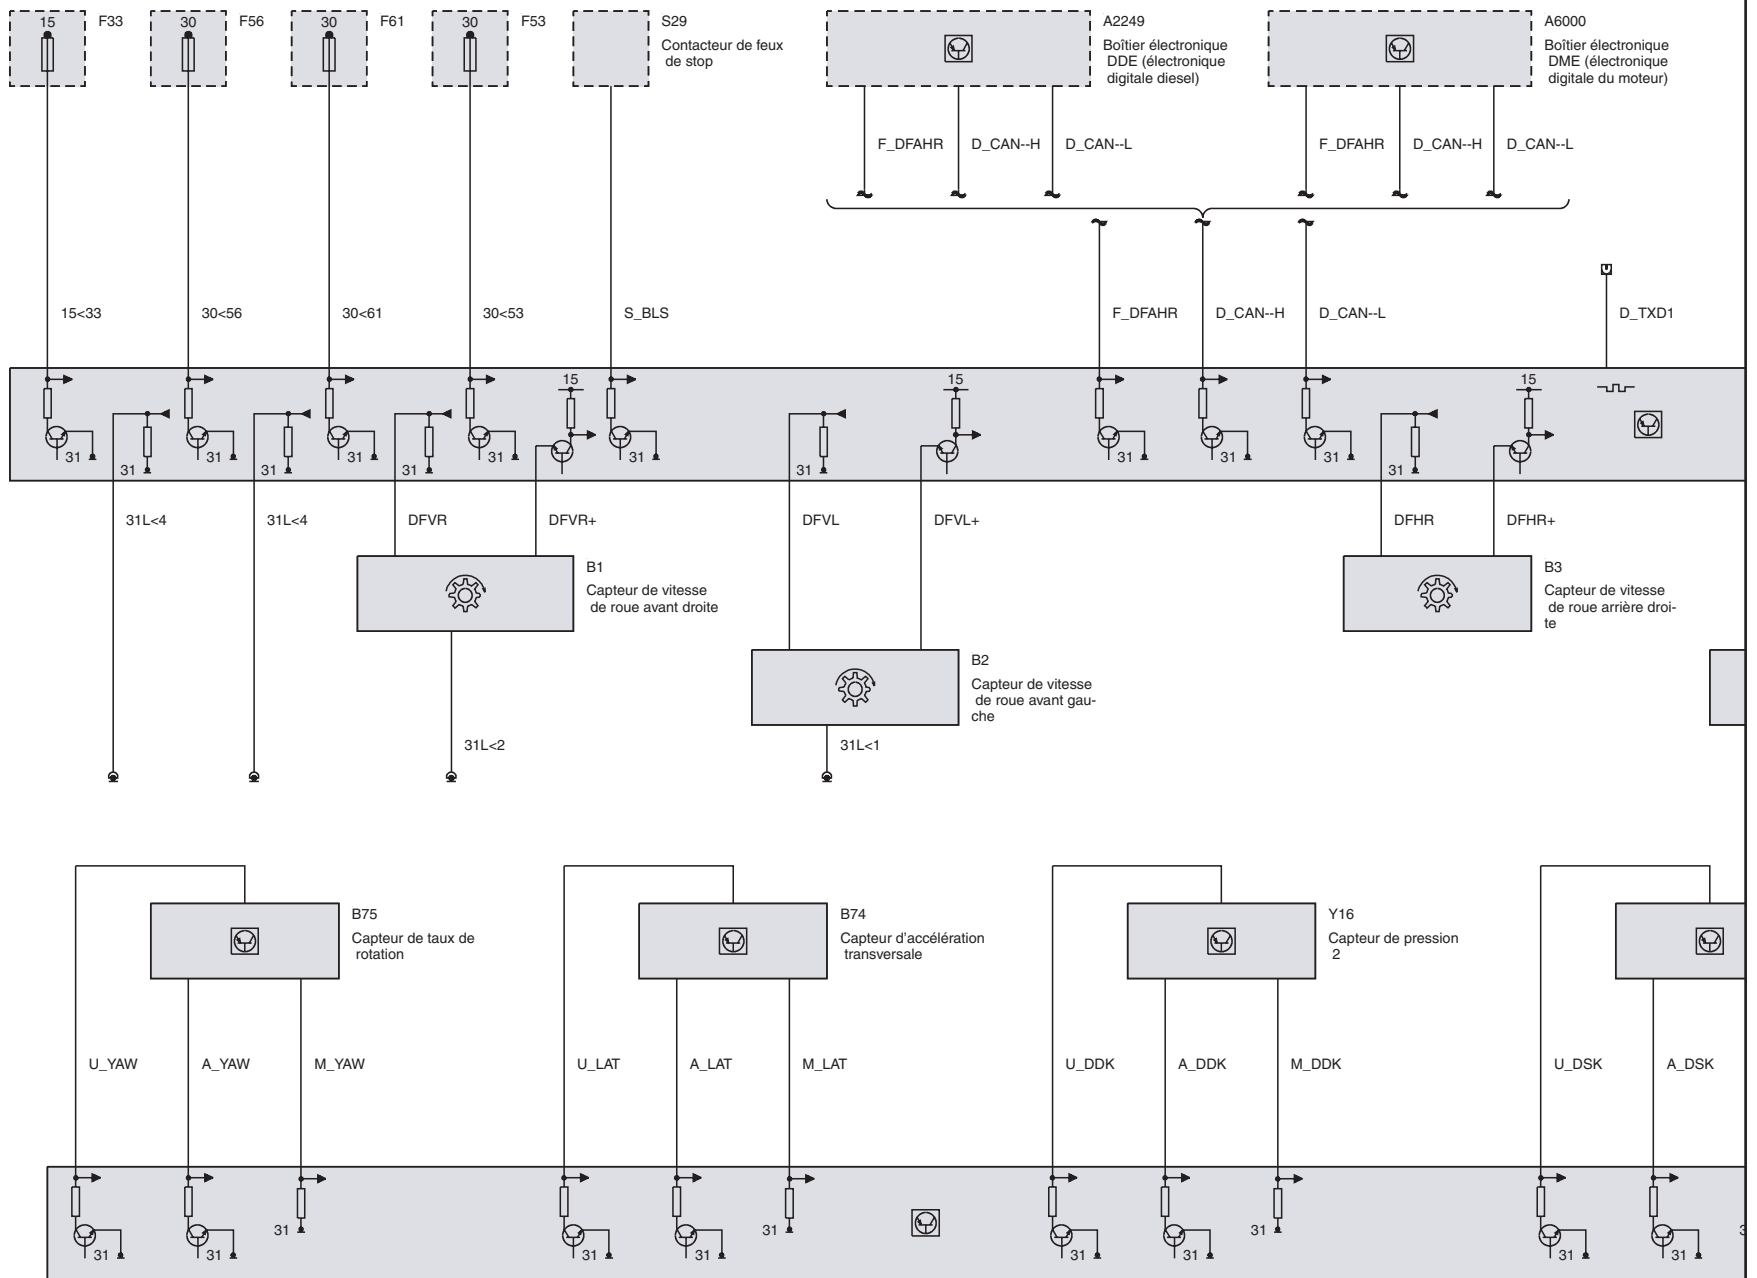 15 F33 30 F56 30 F61 30 F53 S29 A2249 A6000
Contacteur de feux
de stop
Boîtier électronique
DDE (électronique
digitale diesel)
Boîtier électronique
DME (électronique
digitale du moteur)
F_DFAHR D_CAN--H D_CAN--L F_DFAHR D_CAN--H D_CAN--L
15<33 30<56 30<61 30<53 S_BLS F_DFAHR D_CAN--H D_CAN--L D_TXD1
15 15 15
31 31 31 31 31 31 31 31 31
31 31 31 31 31
31L<4 31L<4 DFVR DFVR+ DFVL DFVL+ DFHR DFHR+
B1
Capteur de vitesse
de roue avant droite
B3
Capteur de vitesse
de roue arrière droi-
te
B2
Capteur de vitesse
de roue avant gau-
che
31L<2 31L<1
B75
Capteur de taux de
rotation
B74
Capteur d'accélération
transversale
Y16
Capteur de pression
2
U_YAW A_YAW M_YAW U_LAT A_LAT M_LAT U_DDK A_DDK M_DDK U_DSK A_DSK
31 31 31
31 31 31 31 31 31 31 31